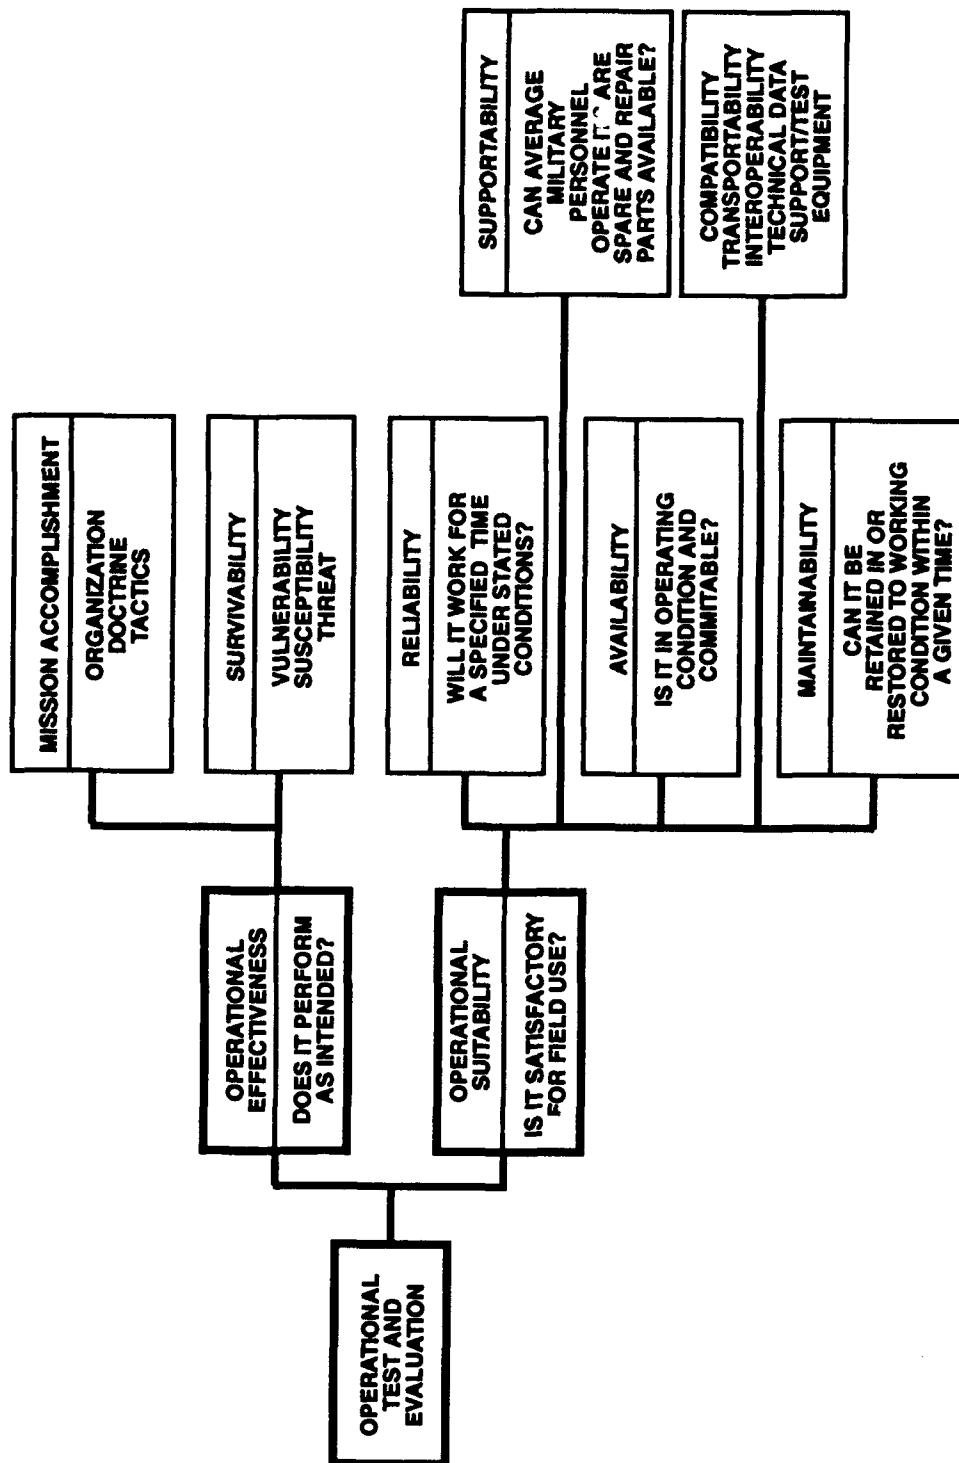 OPERATIONAL
TEST AND
EVALUATION
OPERATIONAL
EFFECTIVENESS
DOES IT PERFORM
AS INTENDED?
OPERATIONAL
SUITABILITY
IS IT SATISFACTORY
FOR FIELD USE?
MISSION ACCOMPLISHMENT
ORGANIZATION
DOCTRINE
TACTICS
SURVIVABILITY
VULNERABILITY
SUSCEPTIBILITY
THREAT
RELIABILITY
WILL IT WORK FOR
A SPECIFIED TIME
UNDER STATED
CONDITIONS?
AVAILABILITY
IS IT IN OPERATING
CONDITION AND
COMMITABLE?
MAINTAINABILITY
CAN IT BE
RETAINED IN OR
RESTORED TO WORKING
CONDITION WITHIN
A GIVEN TIME?
SUPPORTABILITY
CAN AVERAGE
MILITARY
PERSONNEL
OPERATE IT? ARE
SPARE AND REPAIR
PARTS AVAILABLE?
COMPATIBILITY
TRANSPORTABILITY
INTEROPERABILITY
TECHNICAL DATA
SUPPORT/TEST
EQUIPMENT